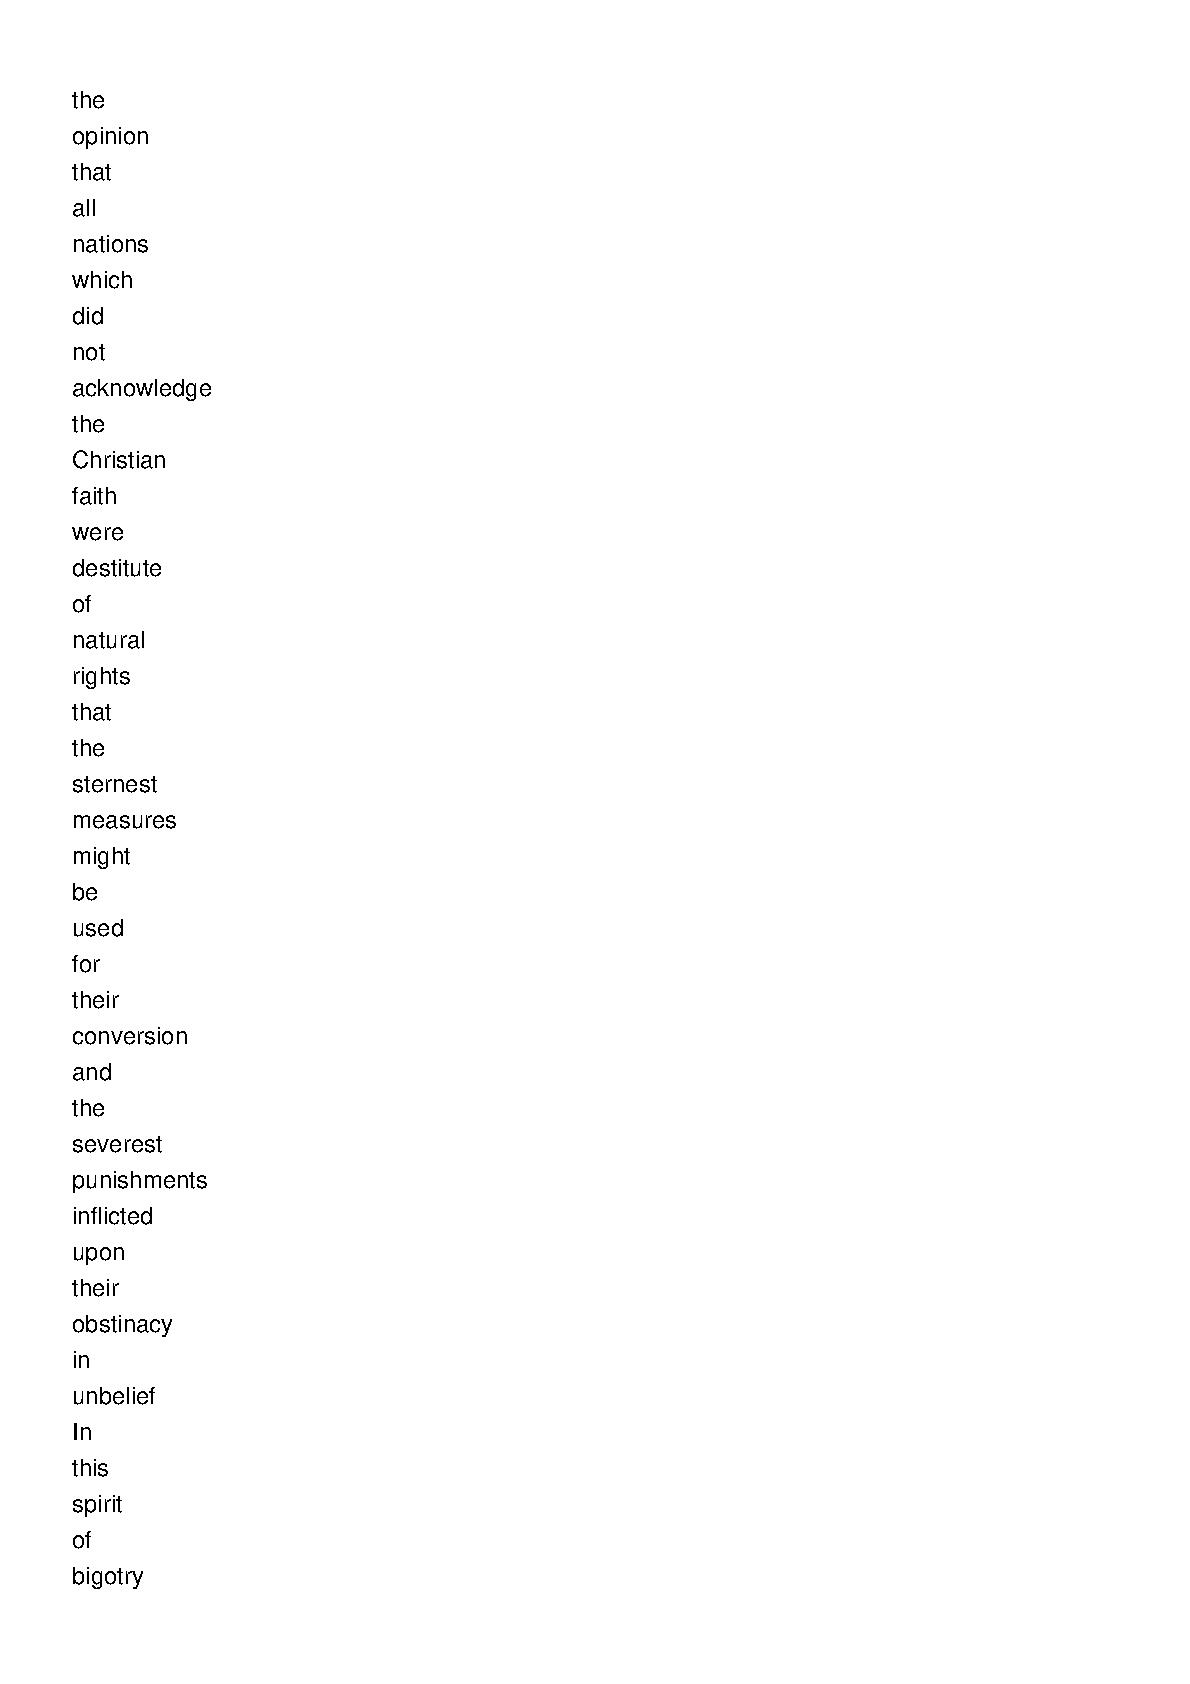 the
opinion
that
all
nations
which
did
not
acknowledge
the
Christian
faith
were
destitute
of
natural
rights
that
the
sternest
measures
might
be
used
for
their
conversion
and
the
severest
punishments
inflicted
upon
their
obstinacy
in
unbelief
In
this
spirit
of
bigotry